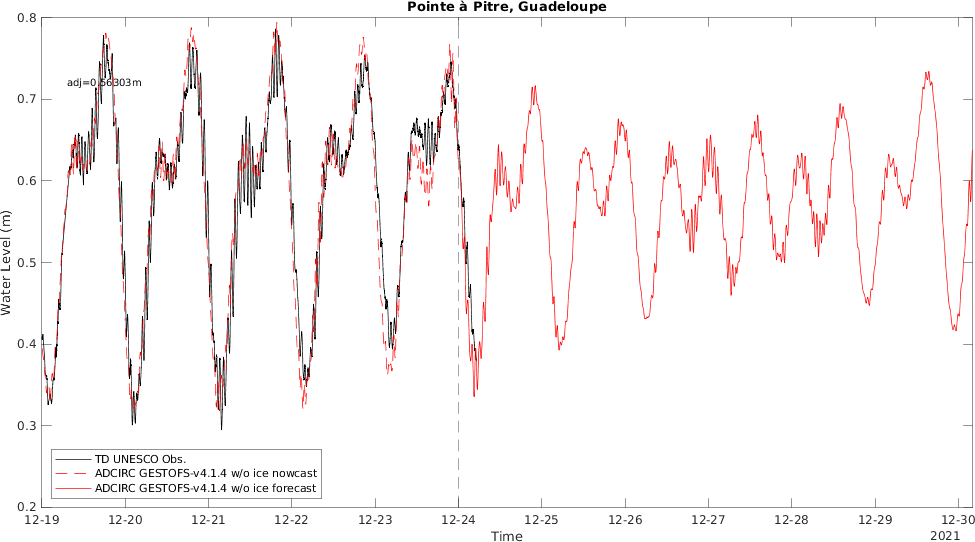 Pointe à Pitre, Guadeloupe
0.8
0.7
0.6
0.5
0.4
0.3
0.2
Water Level (m)
adj=0.56303m
TD UNESCO Obs.
ADCIRC GESTOFS-v4.1.4 w/o ice nowcast
ADCIRC GESTOFS-v4.1.4 w/o ice forecast
12-19 12-20 12-21 12-22 12-23 12-24 12-25 12-26 12-27 12-28 12-29 12-30
Time
2021